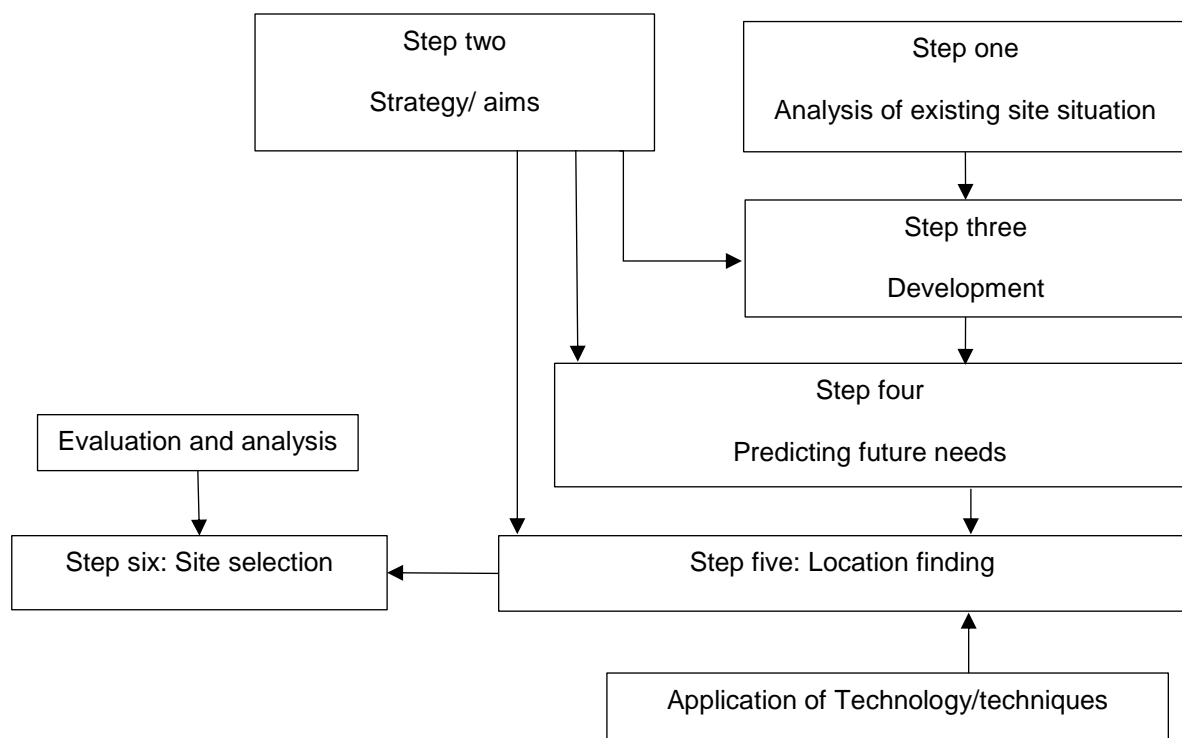 Step two
Strategy/ aims
Step one
Analysis of existing site situation
Step three
Development
Step four
Predicting future needs
Evaluation and analysis
Step six: Site selection
Step five: Location finding
Application of Technology/techniques